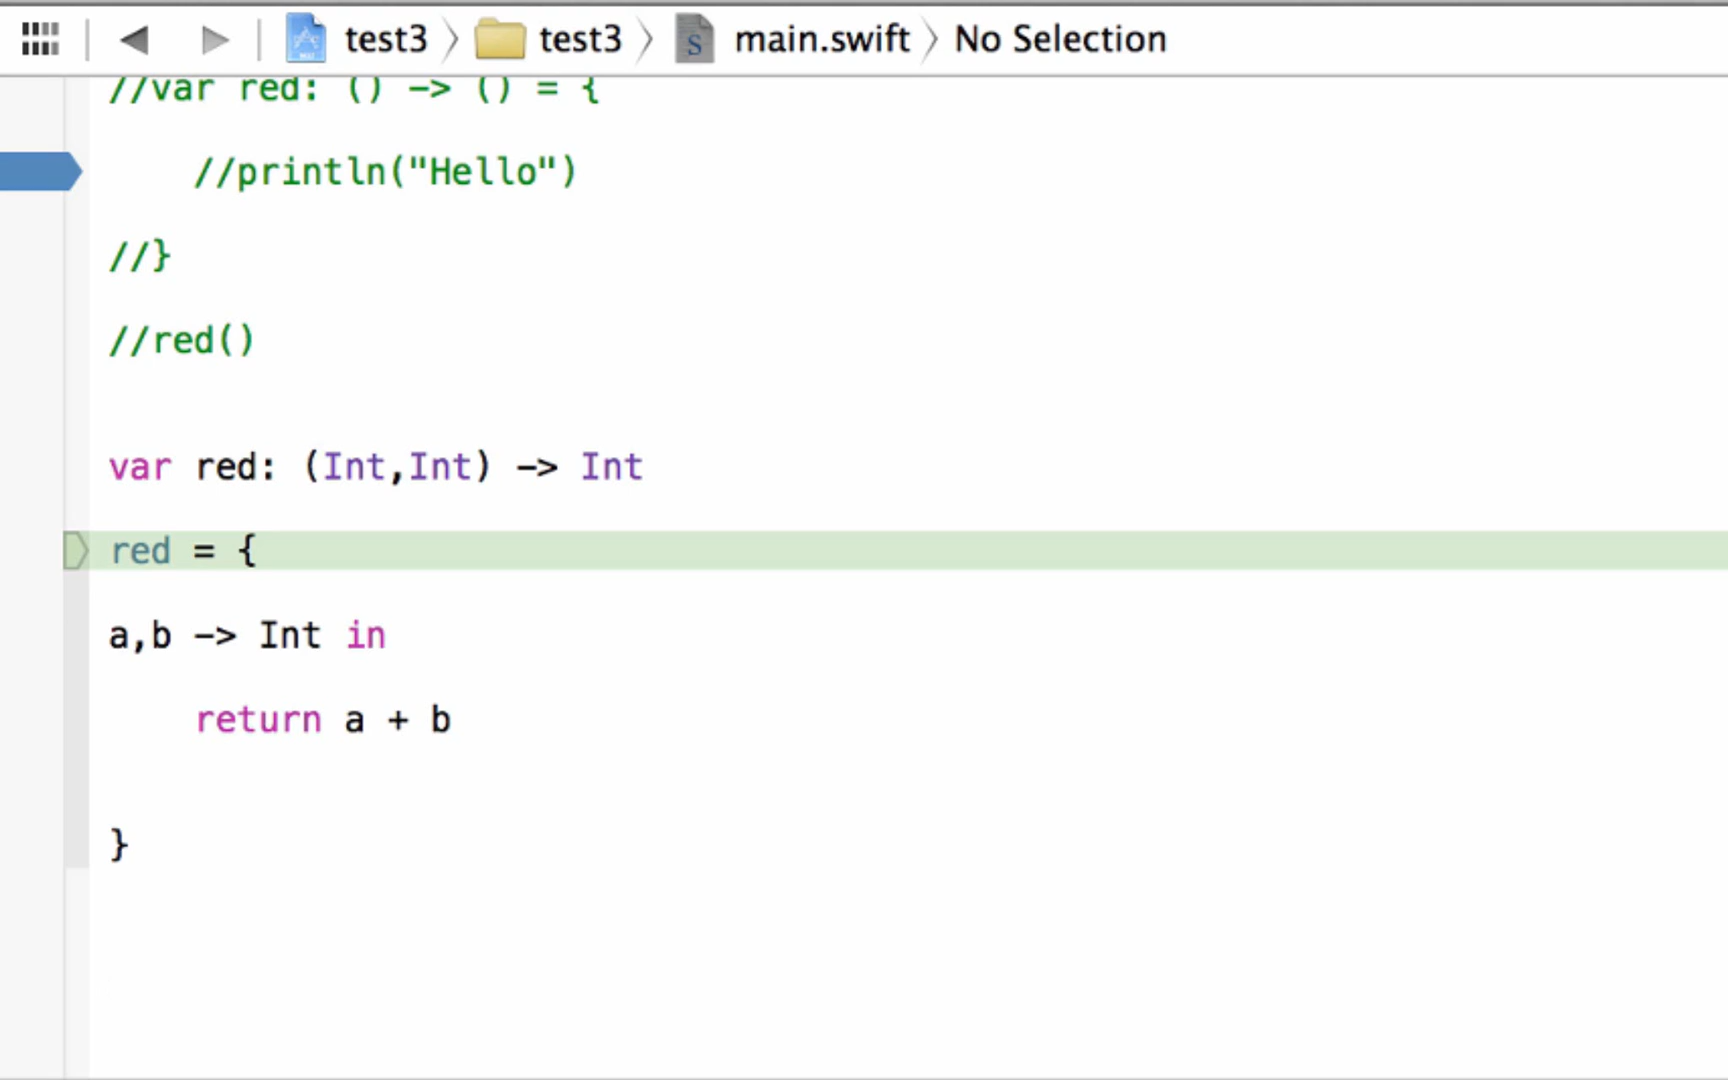 test3 test3 main.swift No Selection
//var red: () -> () = {
//println("Hello")
//}
//red()
var red: (Int,Int) -> Int
red = {
a,b -> Int in
return a + b
}